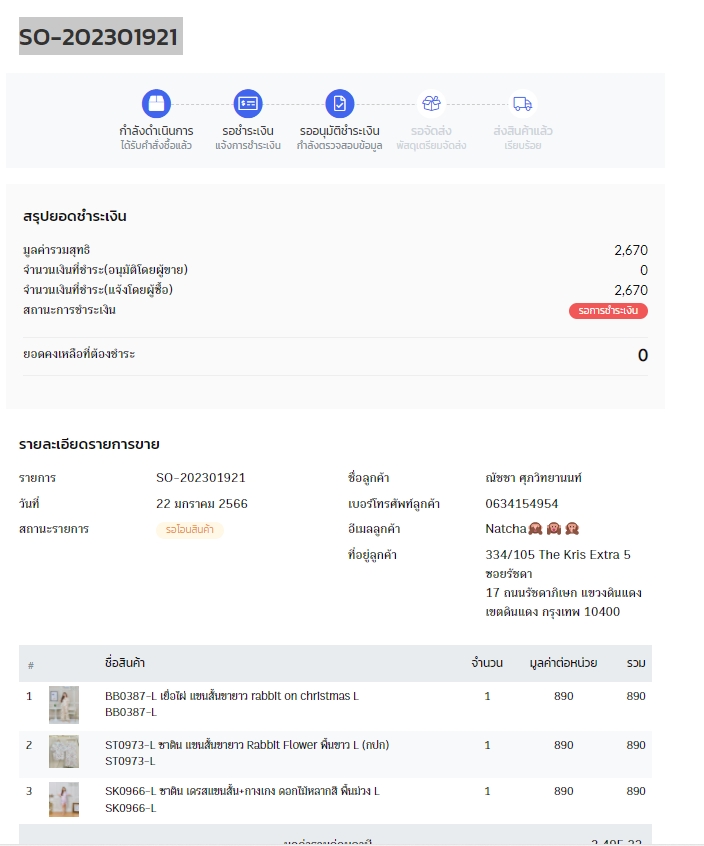 SO-202301921
กำลังดำเนินการ
ได้รับคำสั่งซื้อแล้ว
รอชำระเงิน
แจ้งการชำระเงิน
รออนุมัติชำระเงิน
กำลังตรวจสอบข้อมูล
รอจัดส่ง
พัสดุเตรียมจัดส่ง
ส่งสินค้าแล้ว
เรียบร้อย
สรุปยอดชำระเงิน
มูลค่ารวมสุทธิ 2,670
จำนวนเงินที่ชำระ(อนุมัติโดยผู้ขาย) 0
จำนวนเงินที่ชำระ(แจ้งโดยผู้ซื้อ) 2,670
สถานะการชำระเงิน รอการชำระเงิน
ยอดคงเหลือที่ต้องชำระ 0
รายละเอียดรายการขาย
รายการ SO-202301921
วันที่ 22 มกราคม 2566
สถานะรายการ รอโอนสินค้า
ชื่อลูกค้า ณัชชา ศุภวิทยานนท์
เบอร์โทรศัพท์ลูกค้า 0634154954
อีเมลลูกค้า Natcha🙈🙉🙊
ที่อยู่ลูกค้า 334/105 The Kris Extra 5
ซอยรัชดา
17 ถนนรัชดาภิเษก แขวงดินแดง
เขตดินแดง กรุงเทพ 10400
# ชื่อสินค้า จำนวน มูลค่าต่อหน่วย รวม
1 BB0387-L เยื่อไผ่ แขนสั้นขายาว rabbit on christmas L 1 890 890
BB0387-L
2 ST0973-L ซาติน แขนสั้นขายาว Rabbit Flower พื้นขาว L (กปก) 1 890 890
ST0973-L
3 SK0966-L ซาติน เดรสแขนสั้น+กางเกง ดอกไม้หลากสี พื้นม่วง L 1 890 890
SK0966-L